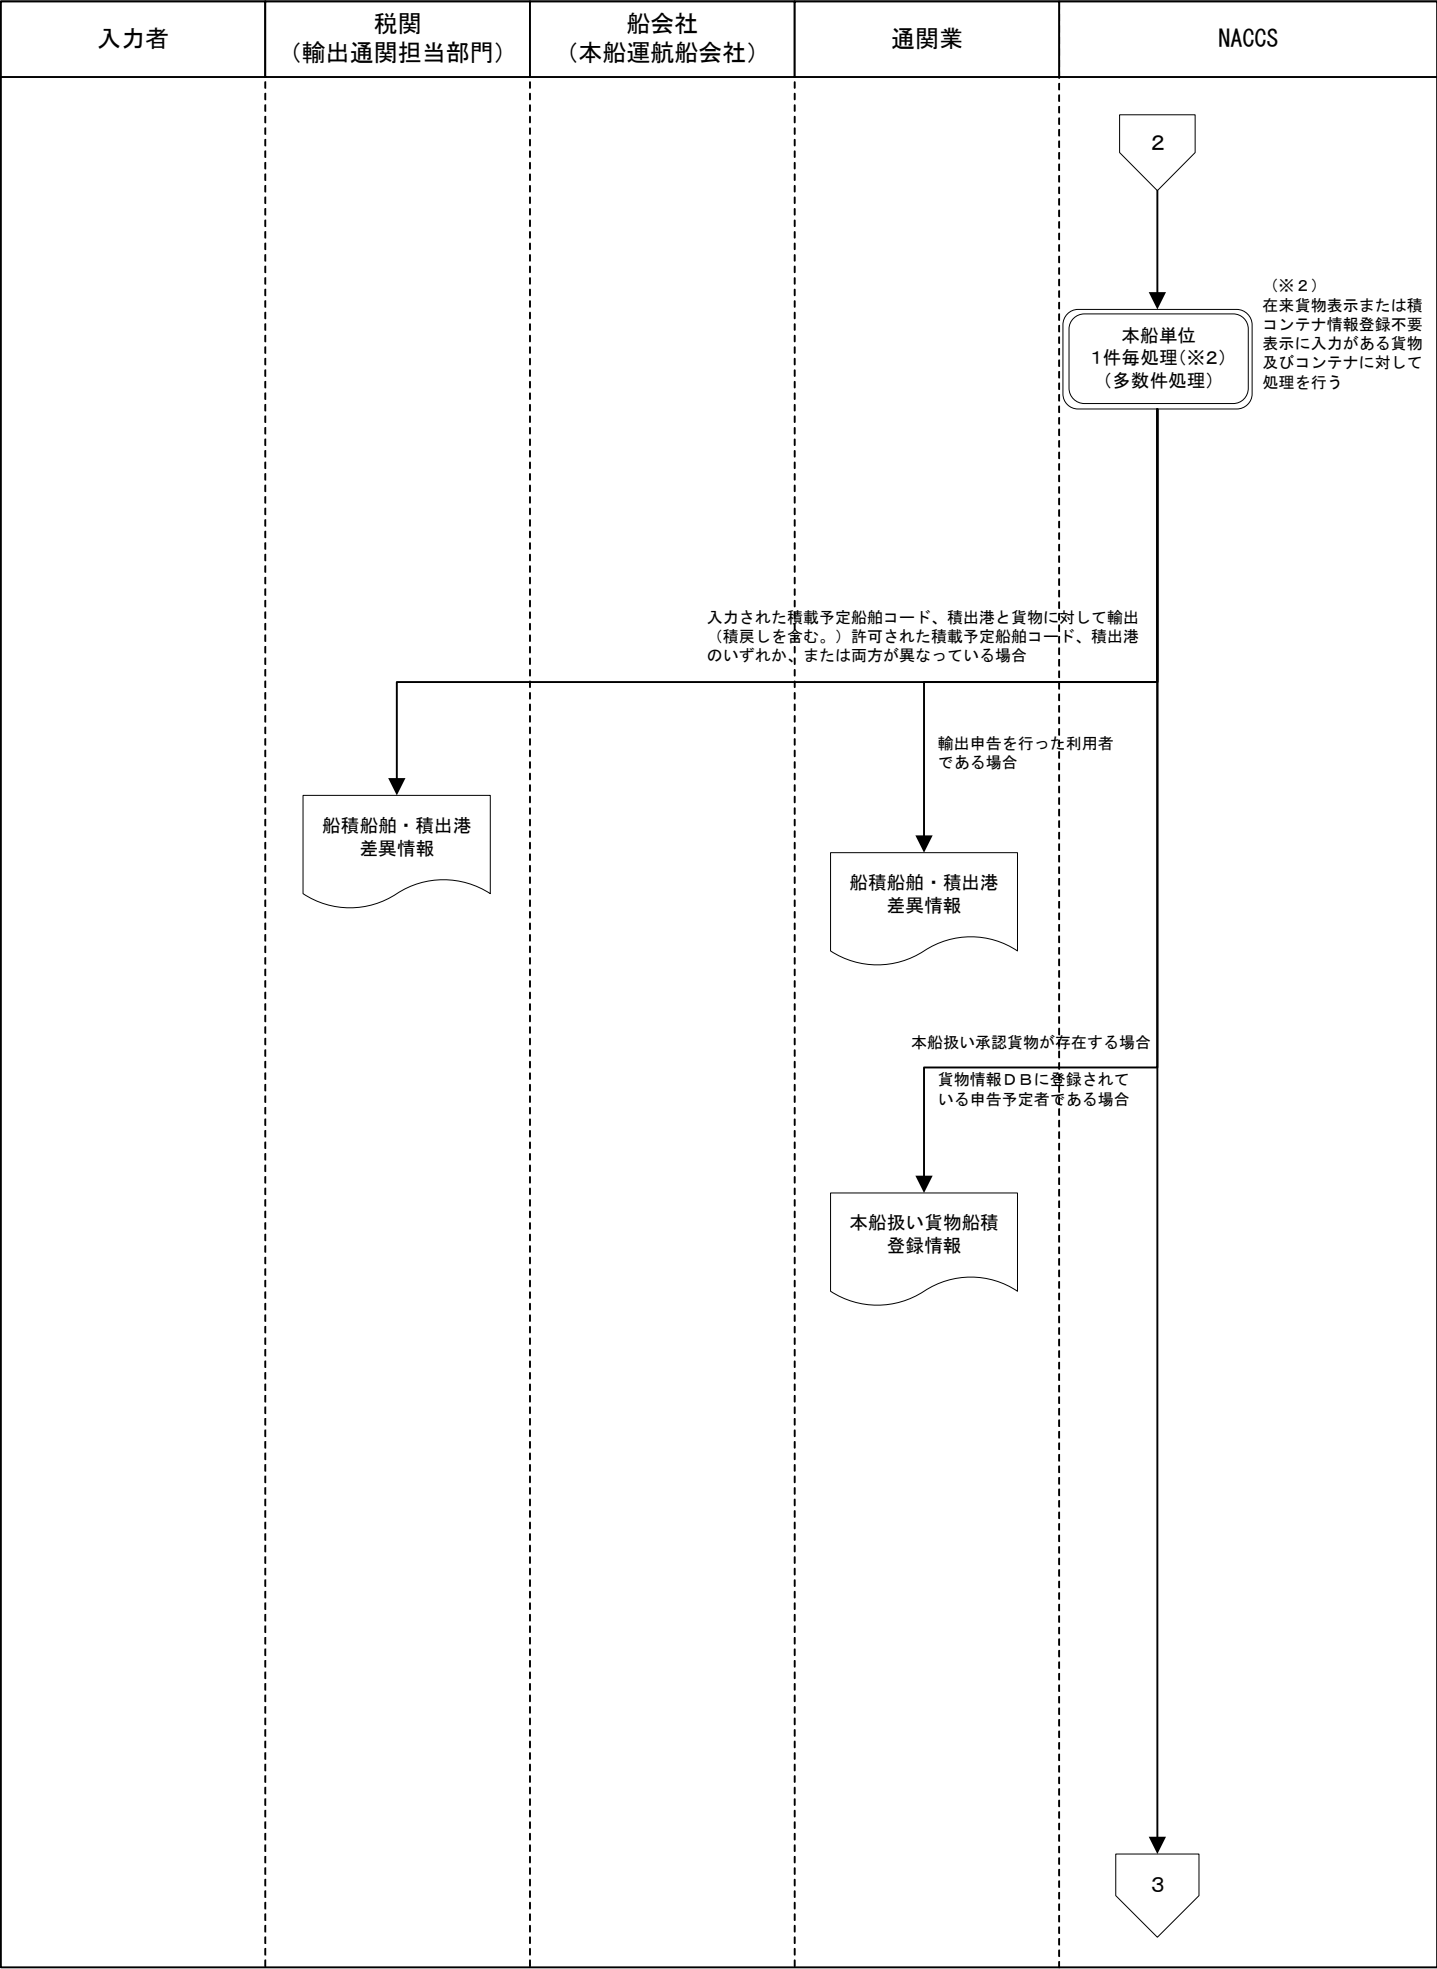 入力者
税関
（輸出通関担当部門）
船会社
（本船運航船会社）
通関業
NACCS
2
本船単位
1件毎処理(※2)
（多数件処理）
（※２）
在来貨物表示または積
コンテナ情報登録不要
表示に入力がある貨物
及びコンテナに対して
処理を行う
入力された積載予定船舶コード、積出港と貨物に対して輸出
（積戻しを含む。）許可された積載予定船舶コード、積出港
のいずれか、または両方が異なっている場合
輸出申告を行った利用者
である場合
船積船舶・積出港
差異情報
船積船舶・積出港
差異情報
本船扱い承認貨物が存在する場合
貨物情報ＤＢに登録されて
いる申告予定者である場合
本船扱い貨物船積
登録情報
3